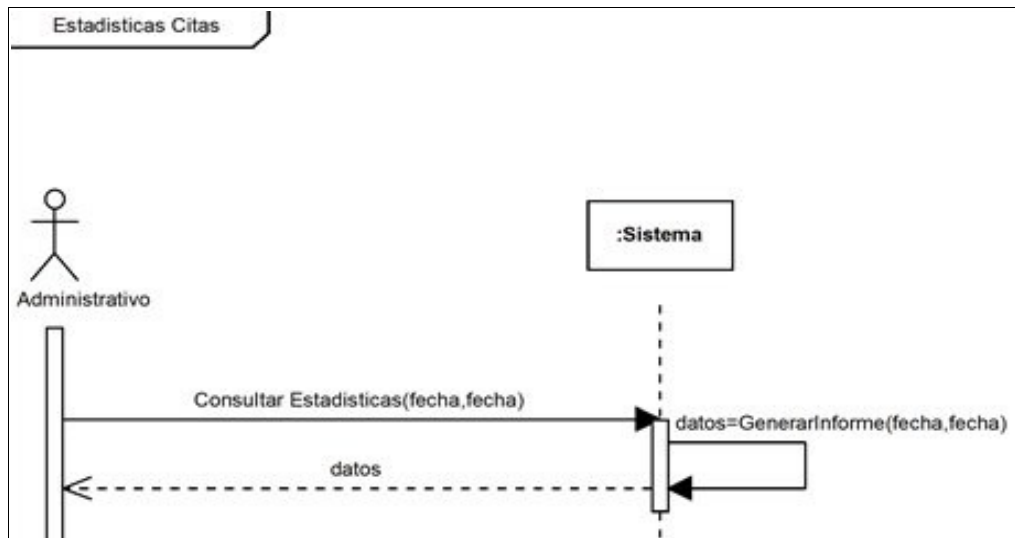 Estadisticas Citas
:Sistema
Administrativo
Consultar Estadisticas(fecha,fecha)
datos=GenerarInforme(fecha,fecha)
datos